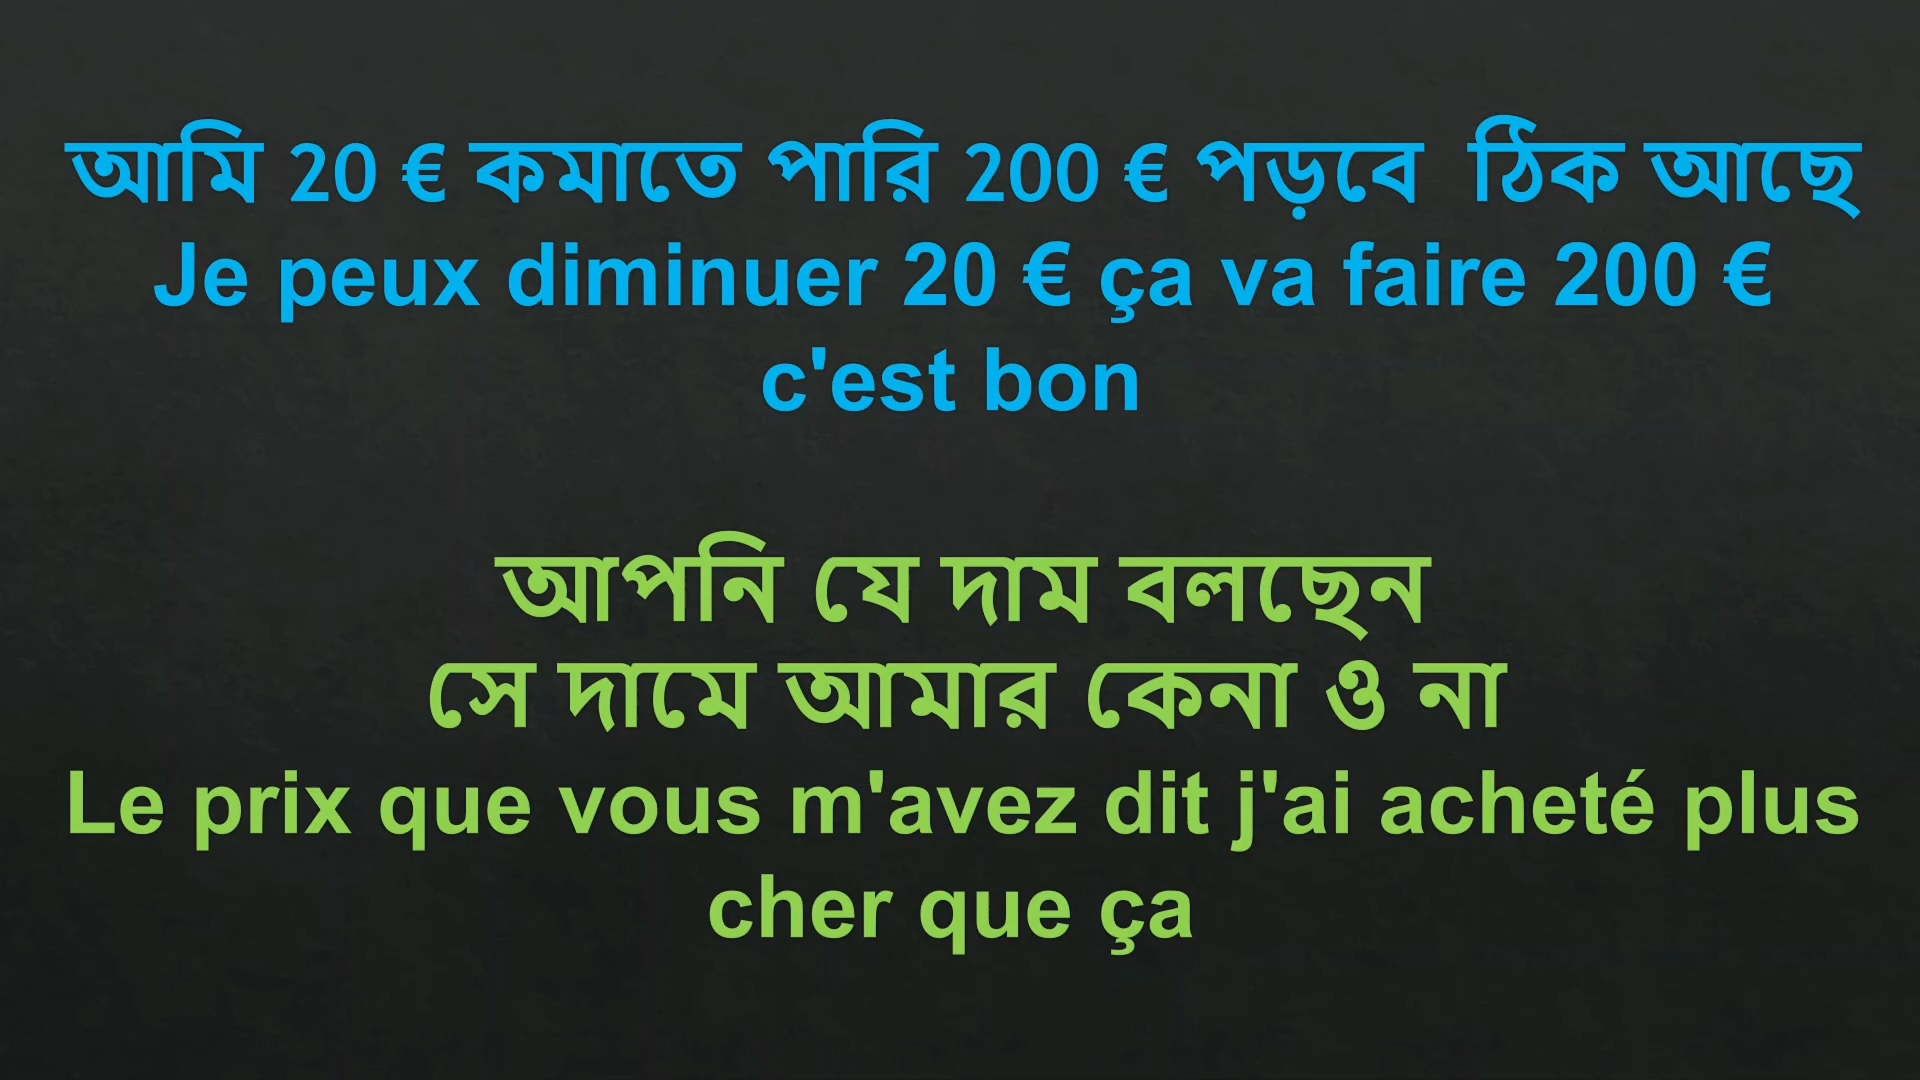 আমি 20 € কমাতে পারি 200 € পড়বে ঠিক আছে
Je peux diminuer 20 € ça va faire 200 €
c'est bon
আপনি যে দাম বলছেন
সে দামে আমার কেনা ও না
Le prix que vous m'avez dit j'ai acheté plus
cher que ça